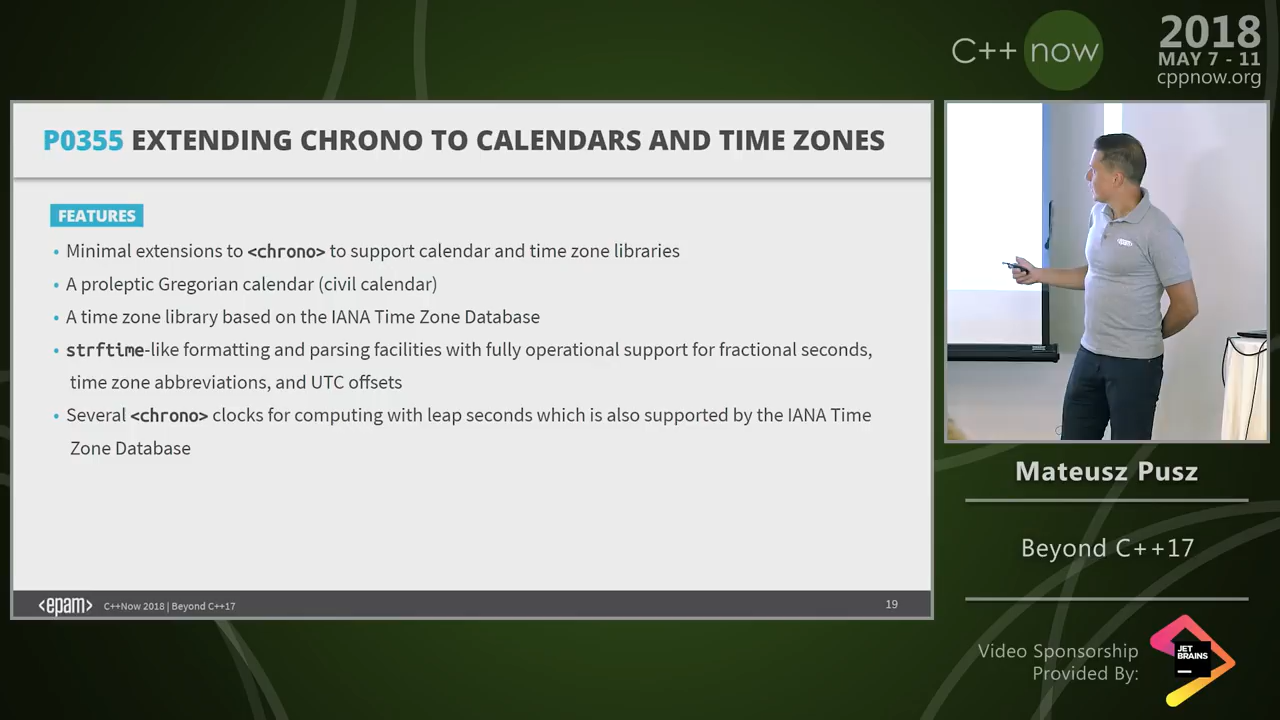 C++ now
2018
MAY 7 - 11
cppnow.org
P0355 EXTENDING CHRONO TO CALENDARS AND TIME ZONES
FEATURES
• Minimal extensions to <chrono> to support calendar and time zone libraries
• A proleptic Gregorian calendar (civil calendar)
• A time zone library based on the IANA Time Zone Database
• strftime-like formatting and parsing facilities with fully operational support for fractional seconds,
time zone abbreviations, and UTC offsets
• Several <chrono> clocks for computing with leap seconds which is also supported by the IANA Time
Zone Database
<epam> C++Now 2018 | Beyond C++17
19
Mateusz Pusz
Beyond C++17
Video Sponsorship
Provided By:
JET
BRAINS